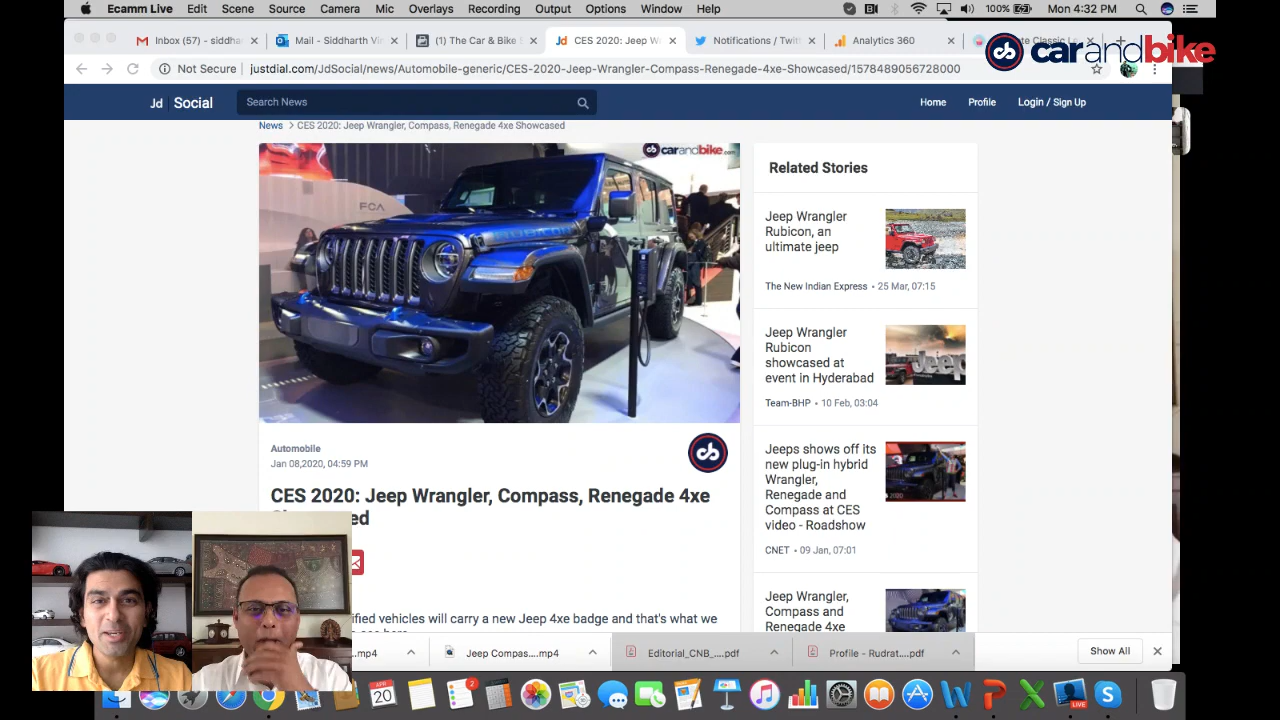 Ecamm Live Edit Scene Source Camera Mic Overlays Recording Output Options Window Help 100% Mon 4:32 PM
Inbox (57) - siddhar Mail - Siddharth Vin (1) The Car & Bike S CES 2020: Jeep W Notifications / Twit Analytics 360
carandbike
Not Secure justdial.com/JdSocial/news/Automobile-generic/CES-2020-Jeep-Wrangler-Compass-Renegade-4xe-Showcased/1578489056728000
Jd Social Search News Home Profile Login / Sign Up
News > CES 2020: Jeep Wrangler, Compass, Renegade 4xe Showcased
carandbike.com
FCA
Automobile
Jan 08,2020, 04:59 PM
CES 2020: Jeep Wrangler, Compass, Renegade 4xe
ed
ified vehicles will carry a new Jeep 4xe badge and that's what we
Related Stories
Jeep Wrangler
Rubicon, an
ultimate jeep
The New Indian Express • 25 Mar, 07:15
Jeep Wrangler
Rubicon
showcased at
event in Hyderabad
Jeep
Team-BHP • 10 Feb, 03:04
Jeeps shows off its
new plug-in hybrid
Wrangler,
Renegade and
Compass at CES
video - Roadshow
CNET • 09 Jan, 07:01
Jeep Wrangler,
Compass and
Renegade 4xe
.mp4 Jeep Compas....mp4 Editorial_CNB_....pdf Profile - Rudrat....pdf Show All
APR
20
2
LIVE